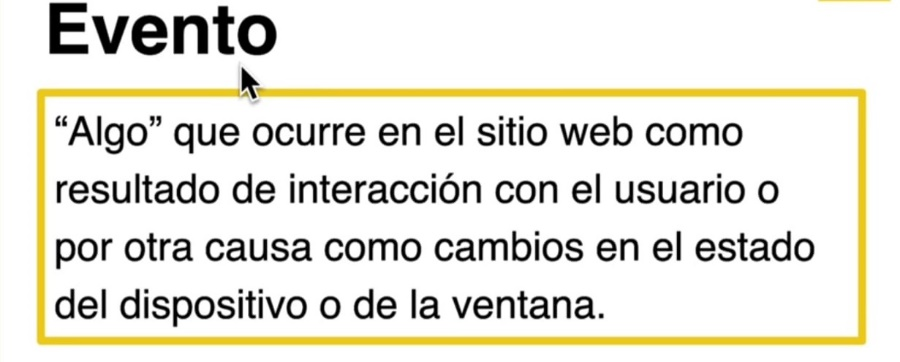 Evento
“Algo” que ocurre en el sitio web como
resultado de interacción con el usuario o
por otra causa como cambios en el estado
del dispositivo o de la ventana.